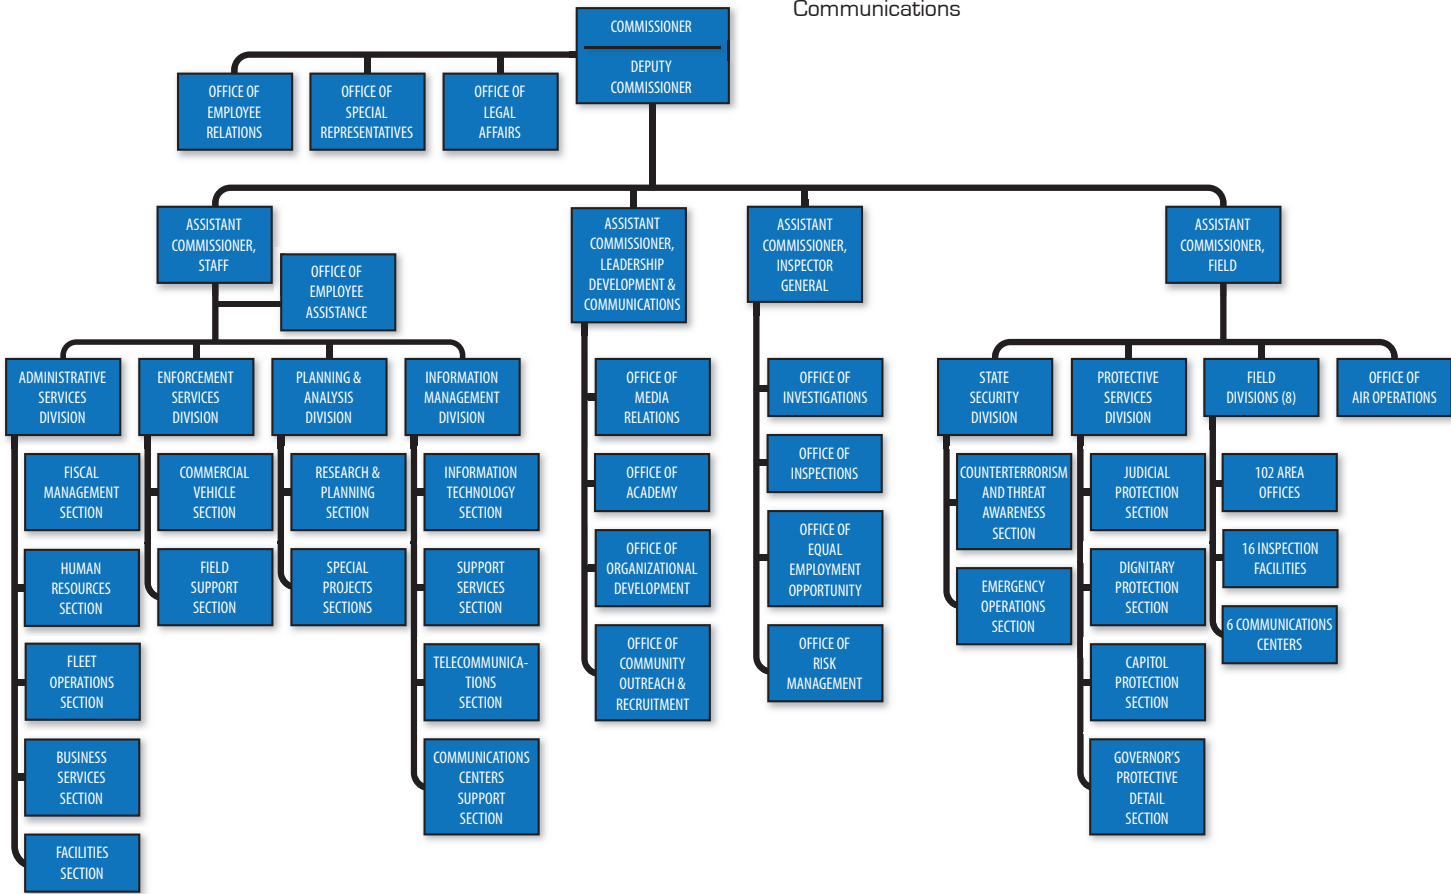 Communications
COMMISSIONER
DEPUTY
COMMISSIONER
OFFICE OF
EMPLOYEE
RELATIONS
OFFICE OF
SPECIAL
REPRESENTATIVES
OFFICE OF
LEGAL
AFFAIRS
ASSISTANT
COMMISSIONER,
STAFF
OFFICE OF
EMPLOYEE
ASSISTANCE
ASSISTANT
COMMISSIONER,
LEADERSHIP
DEVELOPMENT &
COMMUNICATIONS
ASSISTANT
COMMISSIONER,
INSPECTOR
GENERAL
ASSISTANT
COMMISSIONER,
FIELD
ADMINISTRATIVE
SERVICES
DIVISION
ENFORCEMENT
SERVICES
DIVISION
PLANNING &
ANALYSIS
DIVISION
INFORMATION
MANAGEMENT
DIVISION
FISCAL
MANAGEMENT
SECTION
HUMAN
RESOURCES
SECTION
FLEET
OPERATIONS
SECTION
BUSINESS
SERVICES
SECTION
FACILITIES
SECTION
COMMERCIAL
VEHICLE
SECTION
FIELD
SUPPORT
SECTION
RESEARCH &
PLANNING
SECTION
SPECIAL
PROJECTS
SECTIONS
INFORMATION
TECHNOLOGY
SECTION
SUPPORT
SERVICES
SECTION
TELECOMMUNICA-
TIONS
SECTION
COMMUNICATIONS
CENTERS
SUPPORT
SECTION
OFFICE OF
MEDIA
RELATIONS
OFFICE OF
ACADEMY
OFFICE OF
ORGANIZATIONAL
DEVELOPMENT
OFFICE OF
COMMUNITY
OUTREACH &
RECRUITMENT
OFFICE OF
INVESTIGATIONS
OFFICE OF
INSPECTIONS
OFFICE OF
EQUAL
EMPLOYMENT
OPPORTUNITY
OFFICE OF
RISK
MANAGEMENT
STATE
SECURITY
DIVISION
PROTECTIVE
SERVICES
DIVISION
FIELD
DIVISIONS (8)
OFFICE OF
AIR OPERATIONS
COUNTERTERRORISM
AND THREAT
AWARENESS
SECTION
EMERGENCY
OPERATIONS
SECTION
JUDICIAL
PROTECTION
SECTION
DIGNITARY
PROTECTION
SECTION
CAPITOL
PROTECTION
SECTION
GOVERNOR'S
PROTECTIVE
DETAIL
SECTION
102 AREA
OFFICES
16 INSPECTION
FACILITIES
6 COMMUNICATIONS
CENTERS